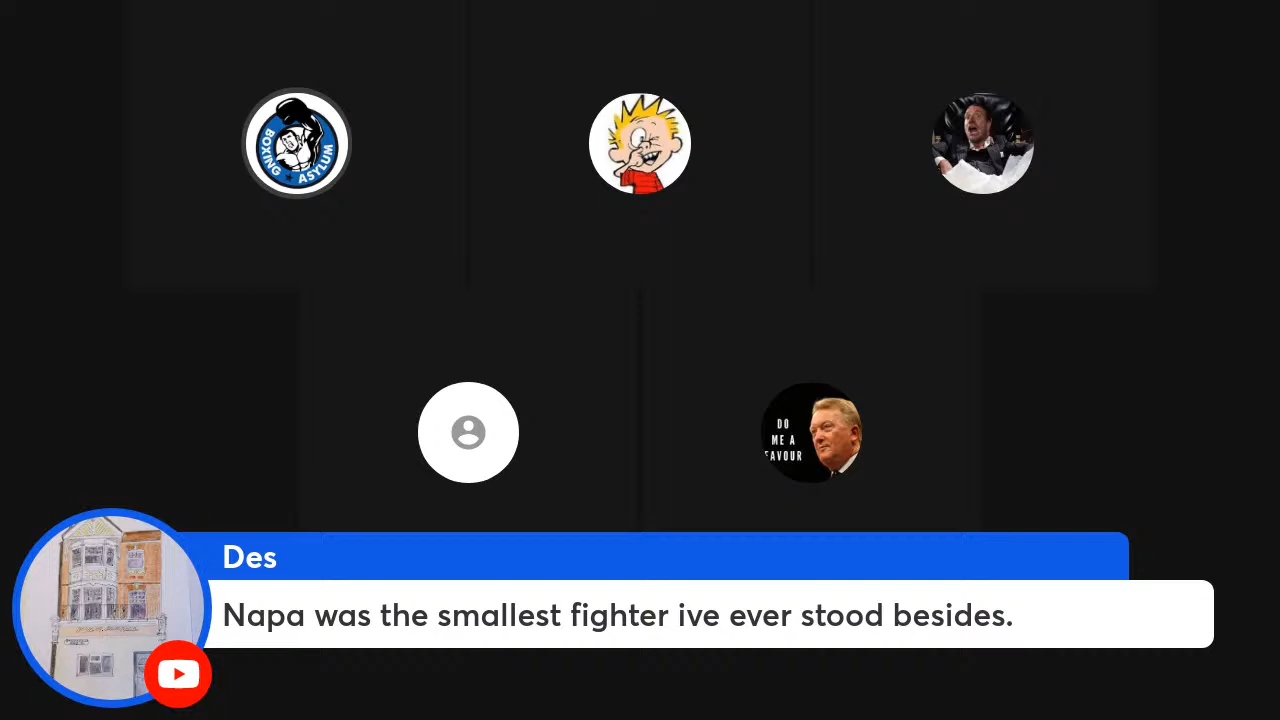 BOXING ASYLUM
DO
ME A
FAVOUR
Des
Napa was the smallest fighter ive ever stood besides.